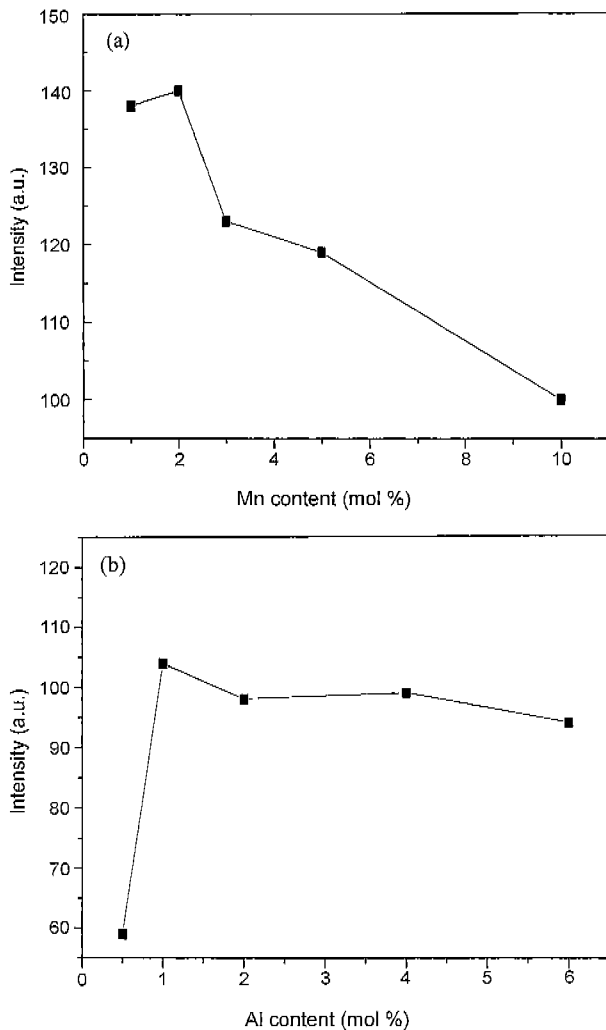 (a)
150
140
130
120
110
100
Intensity (a.u.)
0 2 4 6 8 10
Mn content (mol %)
(b)
120
110
100
90
80
70
60
Intensity (a.u.)
0 1 2 3 4 5 6
Al content (mol %)